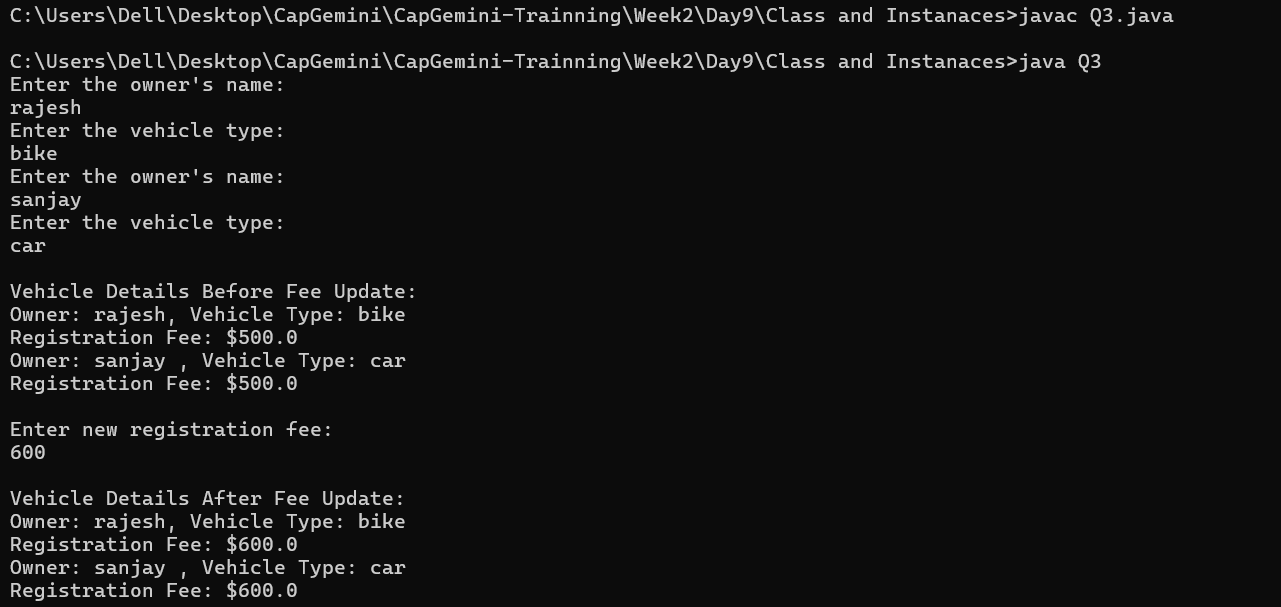 C:\Users\Dell\Desktop\CapGemini\CapGemini-Trainning\Week2\Day9\Class and Instanaces>javac Q3.java
C:\Users\Dell\Desktop\CapGemini\CapGemini-Trainning\Week2\Day9\Class and Instanaces>java Q3
Enter the owner's name:
rajesh
Enter the vehicle type:
bike
Enter the owner's name:
sanjay
Enter the vehicle type:
car
Vehicle Details Before Fee Update:
Owner: rajesh, Vehicle Type: bike
Registration Fee: $500.0
Owner: sanjay , Vehicle Type: car
Registration Fee: $500.0
Enter new registration fee:
600
Vehicle Details After Fee Update:
Owner: rajesh, Vehicle Type: bike
Registration Fee: $600.0
Owner: sanjay , Vehicle Type: car
Registration Fee: $600.0